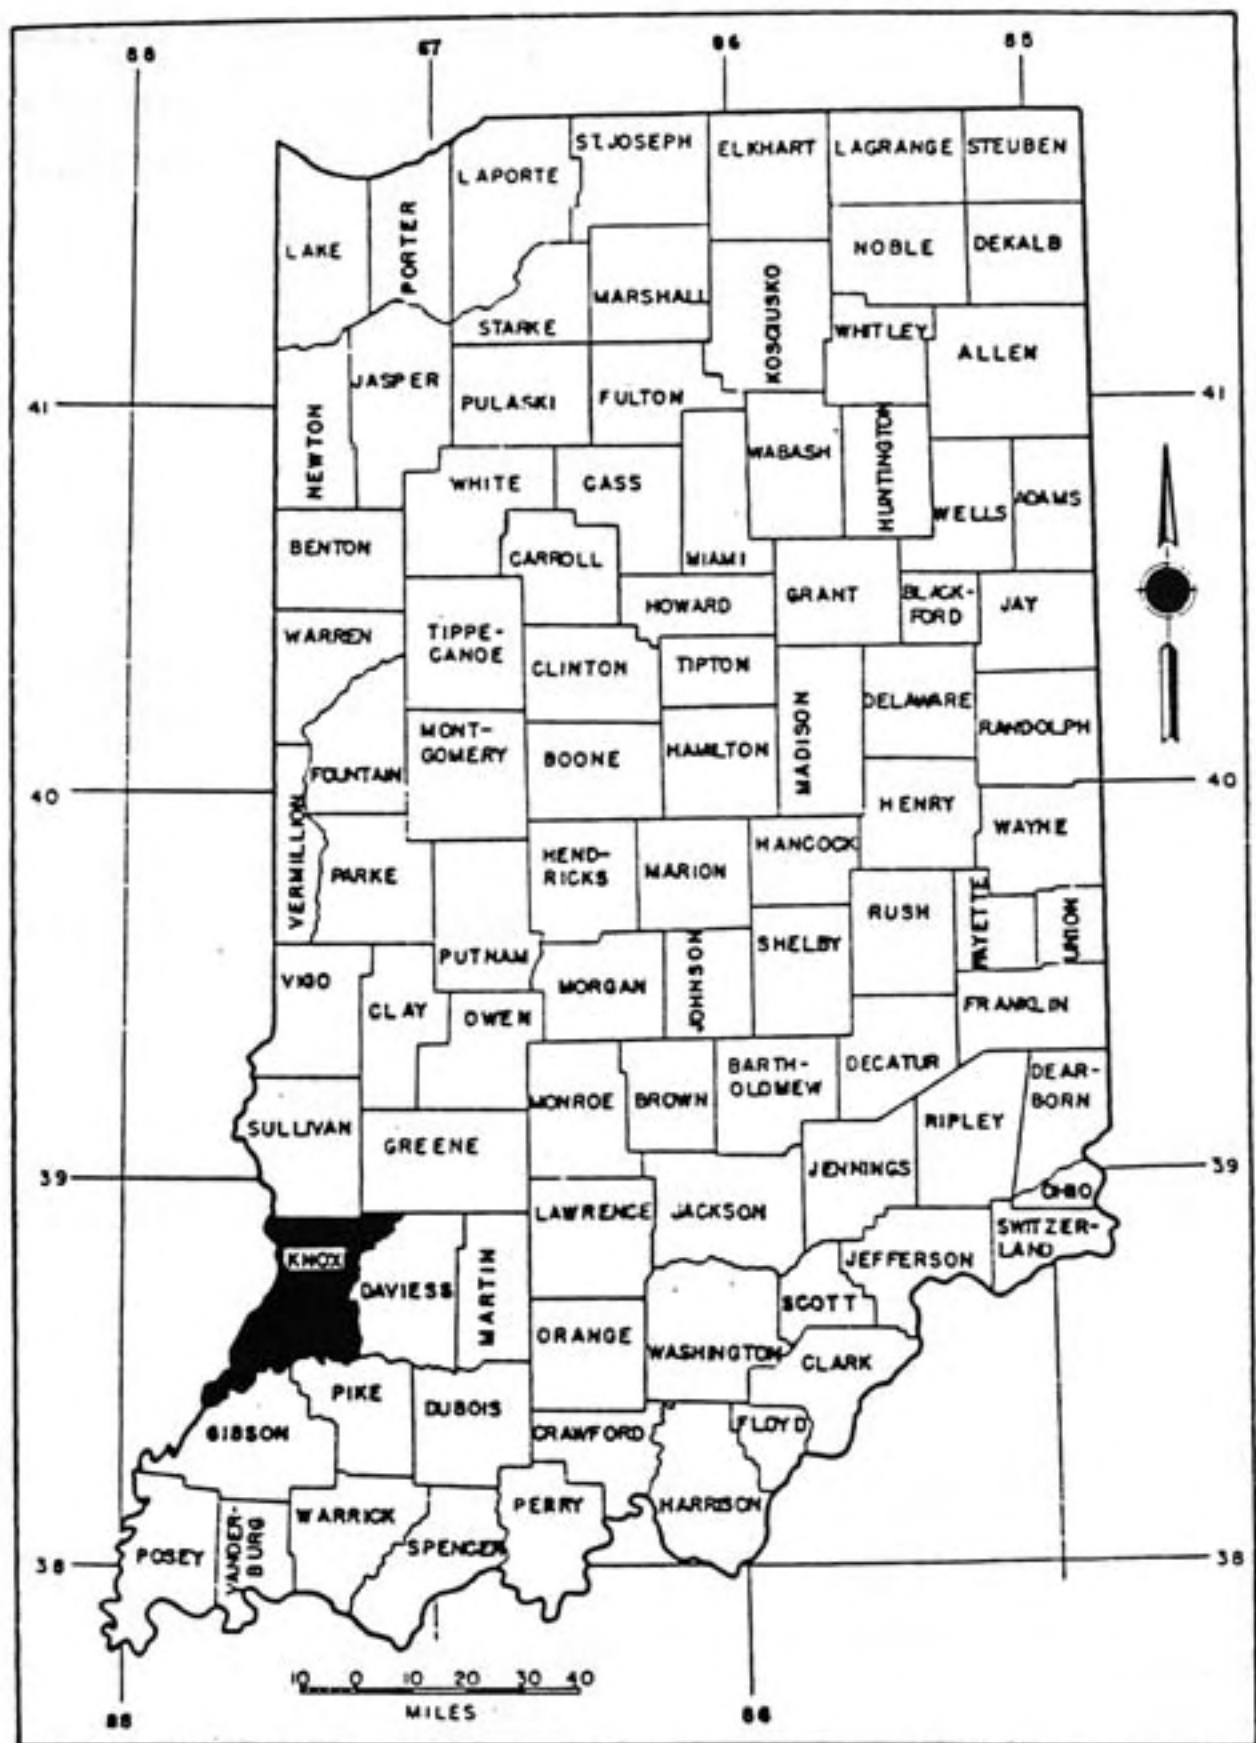 88 87 86 85
ST. JOSEPH ELKHART LAGRANGE STEUBEN
LAPORTE
LAKE PORTER NOBLE DEKALB
MARSHALL KOSCIUSKO
STARKE WHITLEY ALLEN
JASPER
41 PULASKI FULTON 41
NEWTON WABASH HUNTINGTON
WHITE CASS WELLS ADAMS
BENTON CARROLL MIAMI
HOWARD GRANT BLACK-
FORD JAY
WARREN TIPPE-
CANOE CLINTON TIPTON
MADISON DELAWARE RANDOLPH
MONT-
GOMERY BOONE HAMILTON
FOUNTAIN
40 HENRY 40
VERMILLION WAYNE
PARKE HEND-
RICKS MARION HANCOCK
RUSH FAYETTE UNION
PUTNAM SHELBY
VIGO MORGAN JOHNSON
CLAY OWEN FRANKLIN
MONROE BROWN BARTH-
OLOMEW DECATUR DEAR-
BORN
SULLIVAN GREENE RIPLEY
JENNINGS
39 OHIO 39
LAWRENCE JACKSON SWITZER-
LAND
KNOX DAVIESS MARTIN JEFFERSON
SCOTT
ORANGE WASHINGTON CLARK
PIKE DUBOIS
GIBSON CRAWFORD FLOYD
WARRICK PERRY HARRISON
38 POSEY VANDER-
BURG SPENCER 38
10 0 10 20 30 40
MILES
88 86